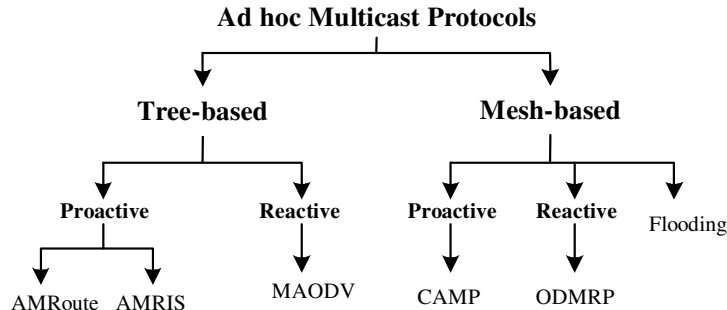 Ad hoc Multicast Protocols
Tree-based
Mesh-based
Proactive
Reactive
Proactive
Reactive
Flooding
AMRoute
AMRIS
MAODV
CAMP
ODMRP